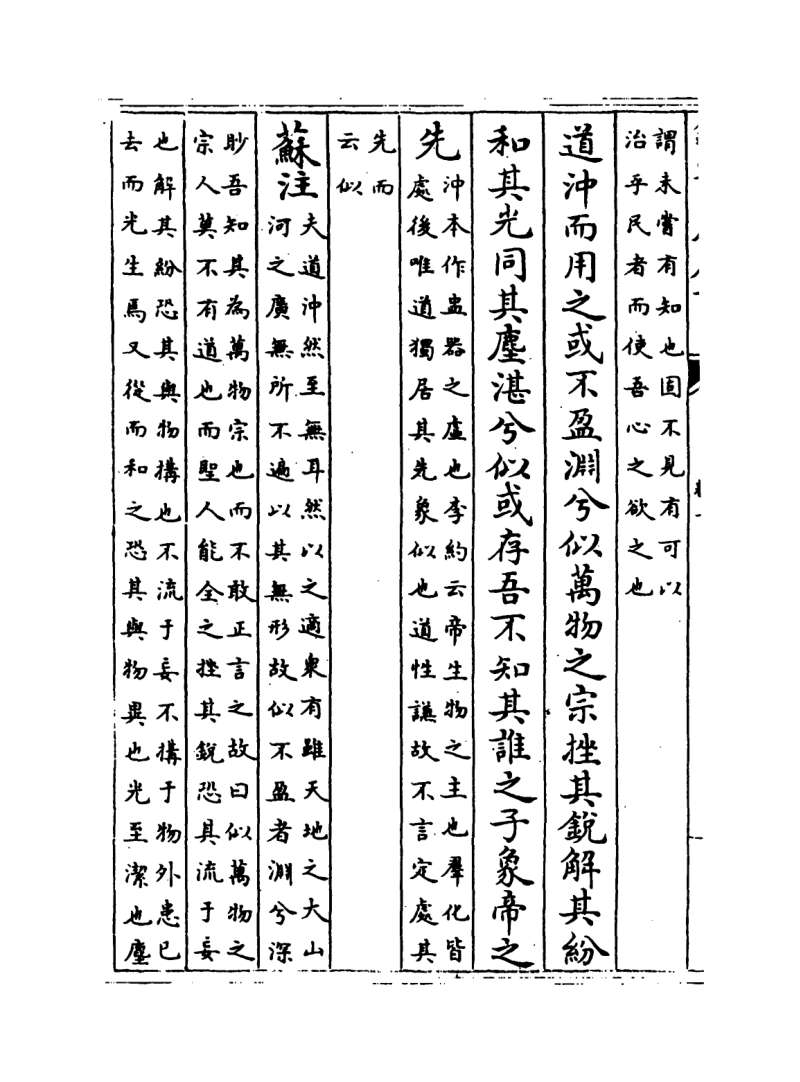 謂未嘗有知也固不見有可以
治乎民者而使吾心之欲之也
道沖而用之或不盈淵兮似萬物之宗挫其銳解其紛
和其光同其塵湛兮似或存吾不知其誰之子象帝之
先
沖本作盅器之虛也李約云帝生物之主也羣化皆
處後唯道獨居其先象似也道性謙故不言定處其
先而
云似
蘇注
夫道沖然至無耳然以之適衆有雖天地之大山
河之廣無所不遍以其無形故似不盈者淵兮深
眇吾知其為萬物宗也而不敢正言之故曰似萬物之
宗人莫不有道也而聖人能全之挫其銳恐其流于妄
也解其紛恐其與物搆也不流于妄不搆于物外患已
去而光生焉又從而和之恐其與物異也光至潔也塵